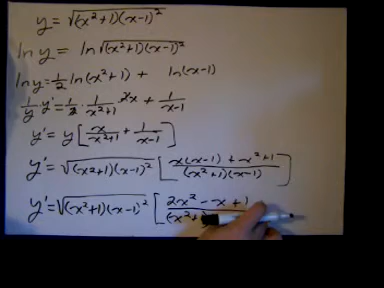 y = √(x²+1)(x-1)²
ln y = ln√(x²+1)(x-1)²
ln y = 1/2 ln(x²+1) + ln(x-1)
1/y · y' = 1/2 · 1/(x²+1) · 2x + 1/(x-1)
y' = y[x/(x²+1) + 1/(x-1)]
y' = √(x2+1)(x-1)² [(x(x-1) + x²+1)/((x²+1)(x-1))]
y' = √(x²+1)(x-1)² [(2x² - x + 1)/(x²+1)